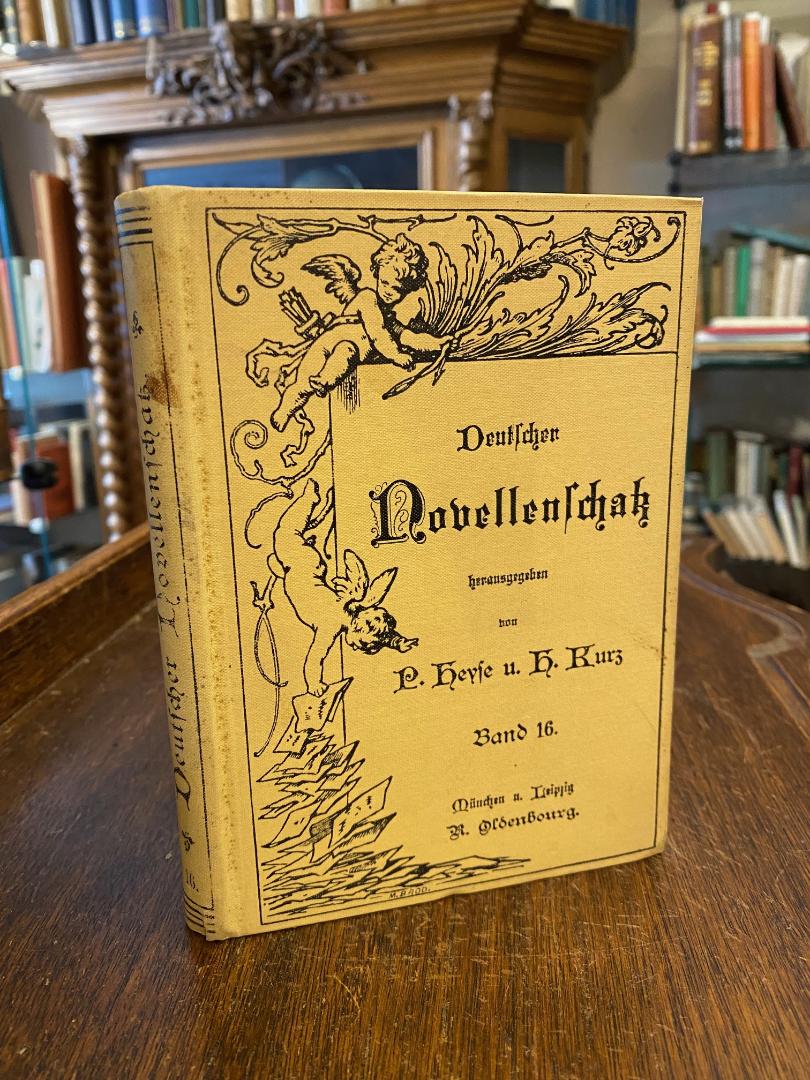 Deutscher Novellenschatz.
16.
Deutscher
Novellenschatz
herausgegeben
von
P. Heyse u. H. Kurz
Band 16.
München u. Leipzig
R. Oldenbourg.